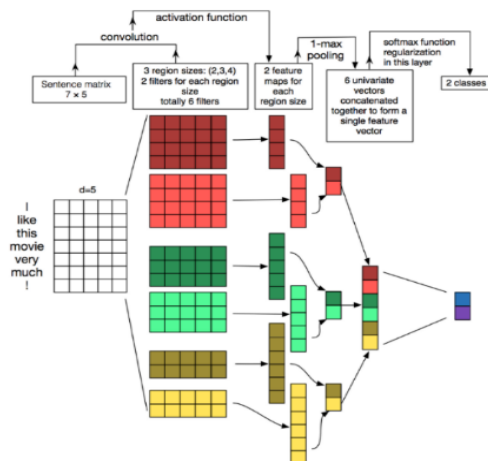 activation function
convolution
1-max
pooling
softmax function
regularization
in this layer
Sentence matrix
7 × 5
3 region sizes: (2,3,4)
2 filters for each region
size
totally 6 filters
2 feature
maps for
each
region size
6 univariate
vectors
concatenated
together to form a
single feature
vector
2 classes
d=5
I
like
this
movie
very
much
!